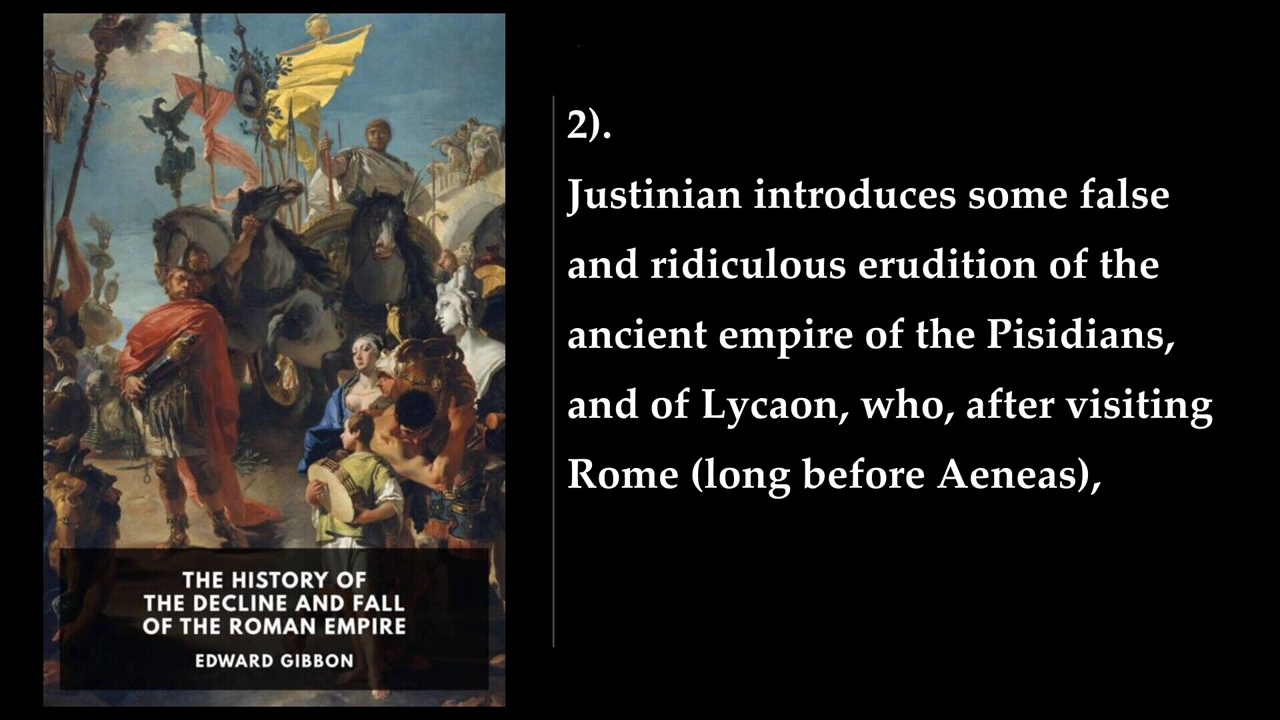 THE HISTORY OF
THE DECLINE AND FALL
OF THE ROMAN EMPIRE
EDWARD GIBBON
2).
Justinian introduces some false
and ridiculous erudition of the
ancient empire of the Pisidians,
and of Lycaon, who, after visiting
Rome (long before Aeneas),